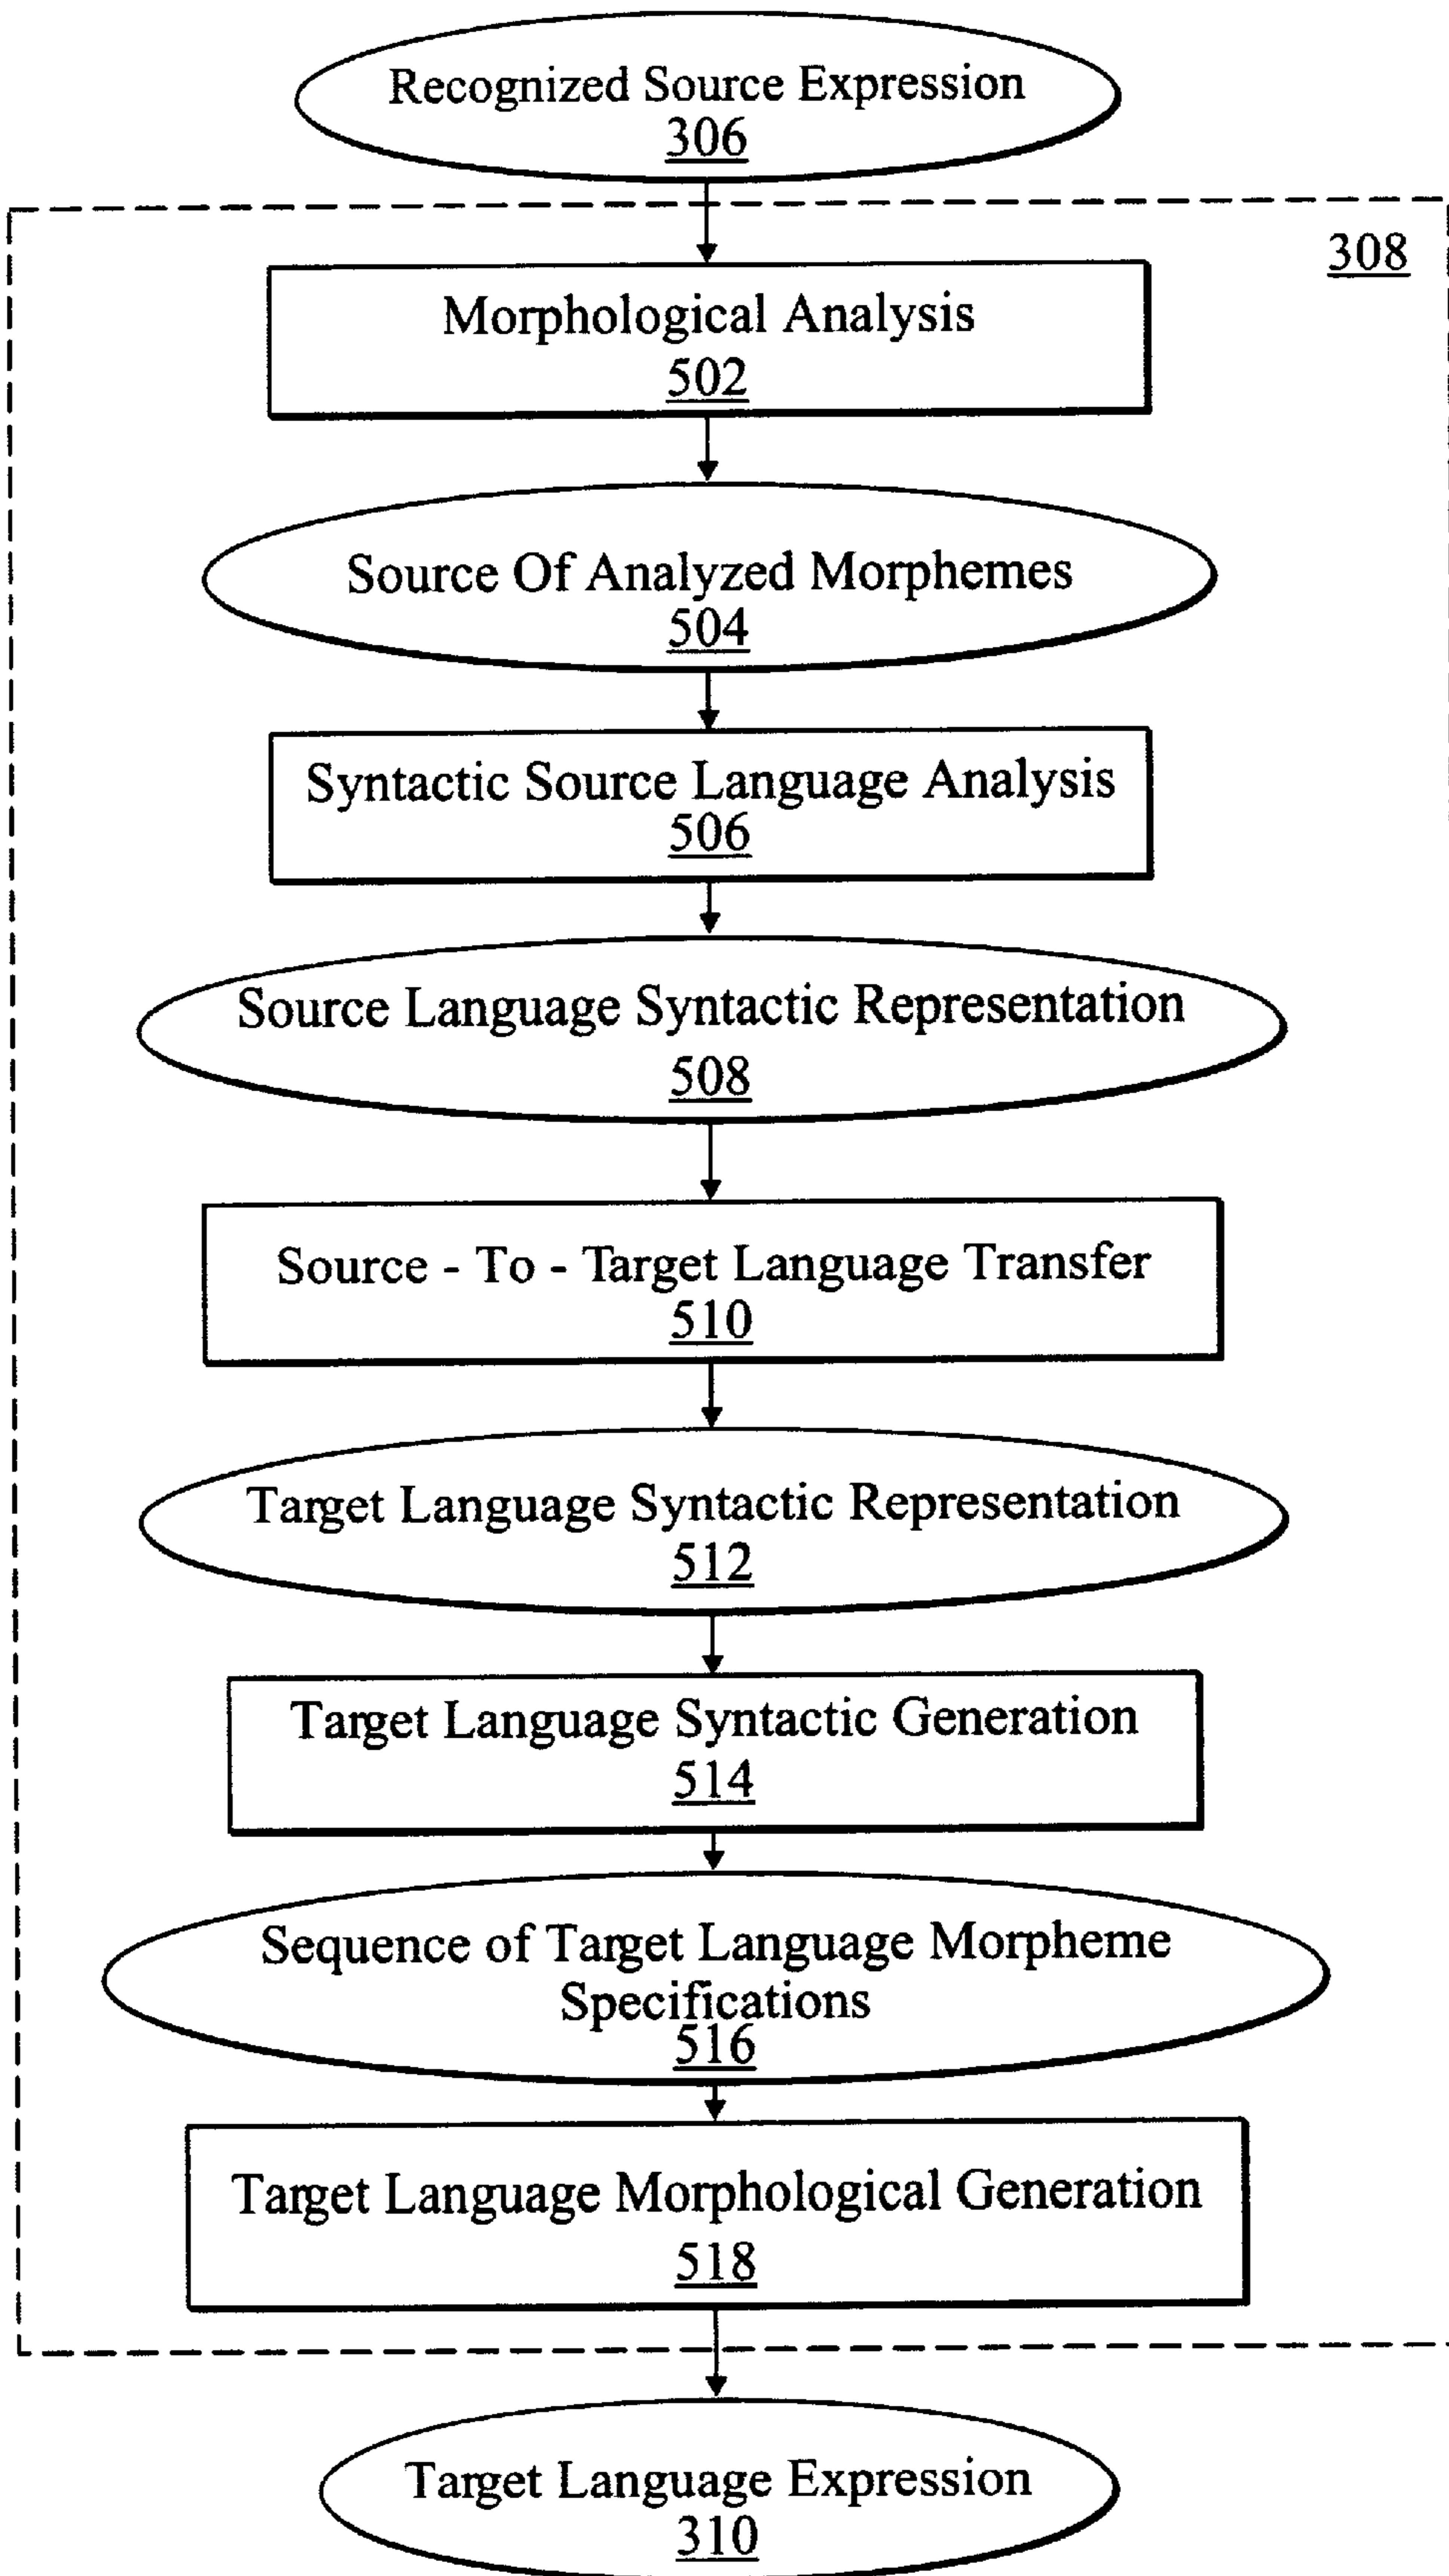 Recognized Source Expression
306
308
Morphological Analysis
502
Source Of Analyzed Morphemes
504
Syntactic Source Language Analysis
506
Source Language Syntactic Representation
508
Source - To - Target Language Transfer
510
Target Language Syntactic Representation
512
Target Language Syntactic Generation
514
Sequence of Target Language Morpheme
Specifications
516
Target Language Morphological Generation
518
Target Language Expression
310